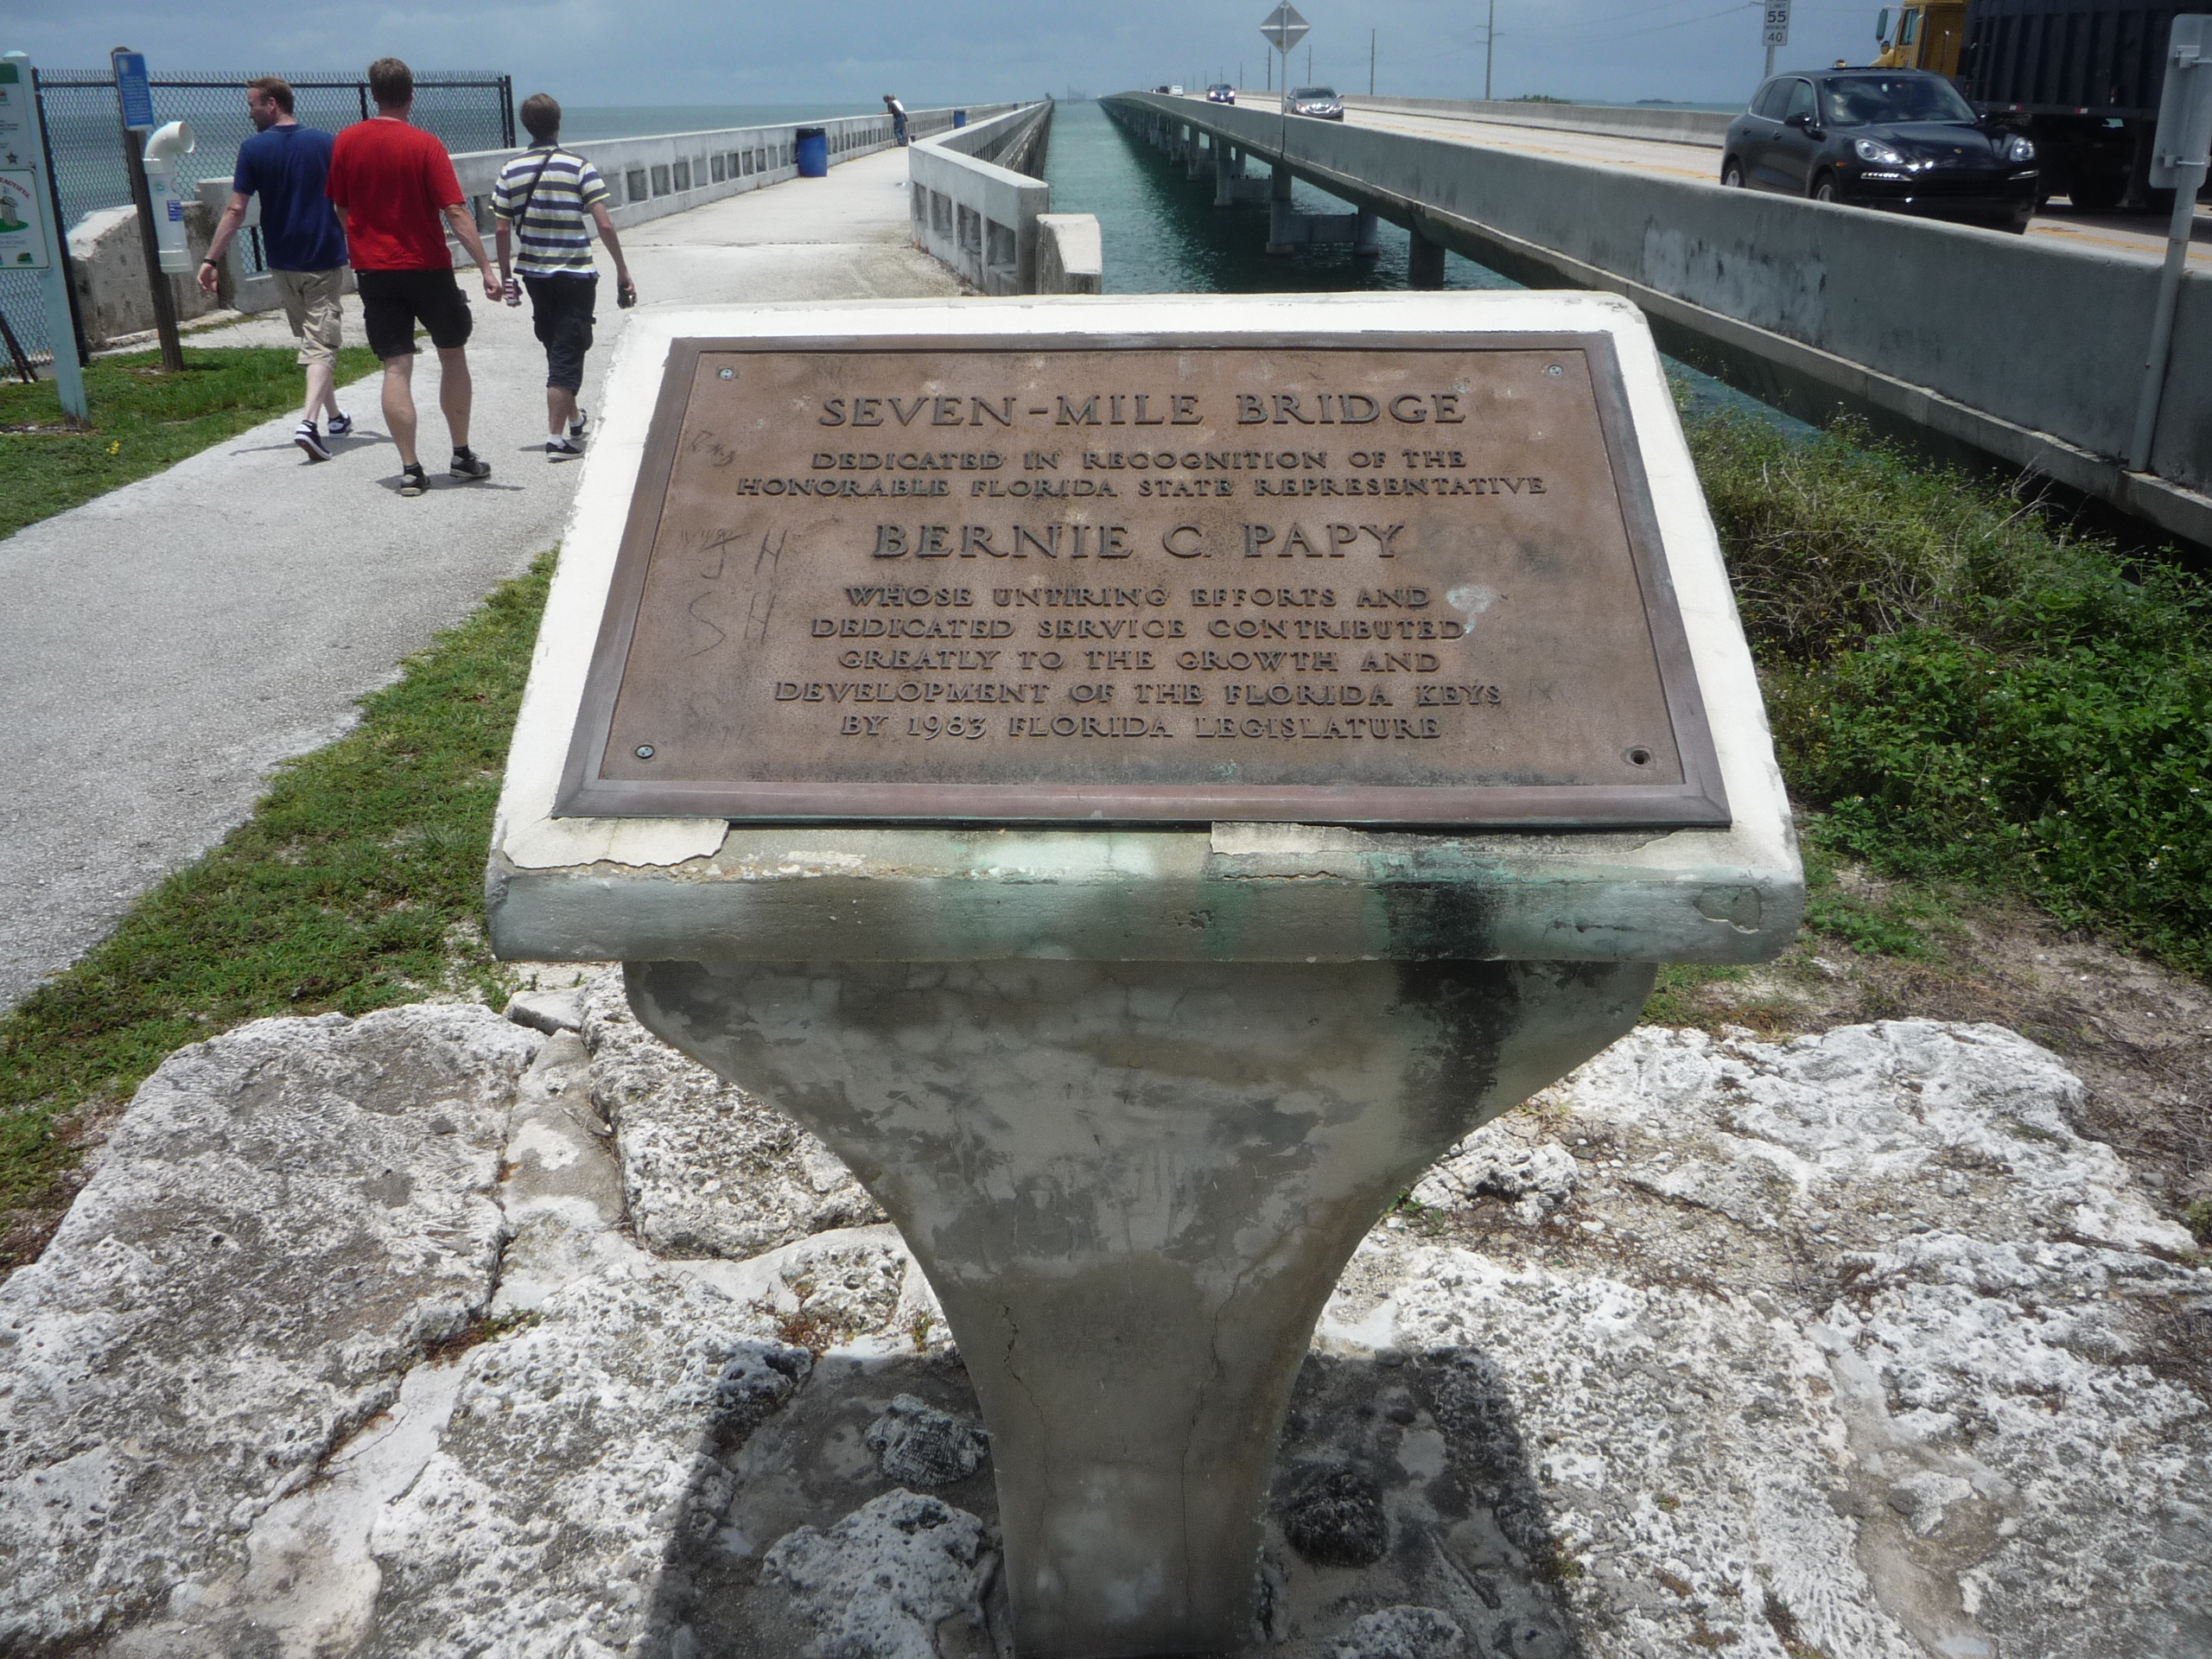 LIMIT
55
40
SEVEN-MILE BRIDGE
DEDICATED IN RECOGNITION OF THE
HONORABLE FLORIDA STATE REPRESENTATIVE
BERNIE C. PAPY
WHOSE UNTIRING EFFORTS AND
DEDICATED SERVICE CONTRIBUTED
GREATLY TO THE GROWTH AND
DEVELOPMENT OF THE FLORIDA KEYS
BY 1983 FLORIDA LEGISLATURE
J H
S H